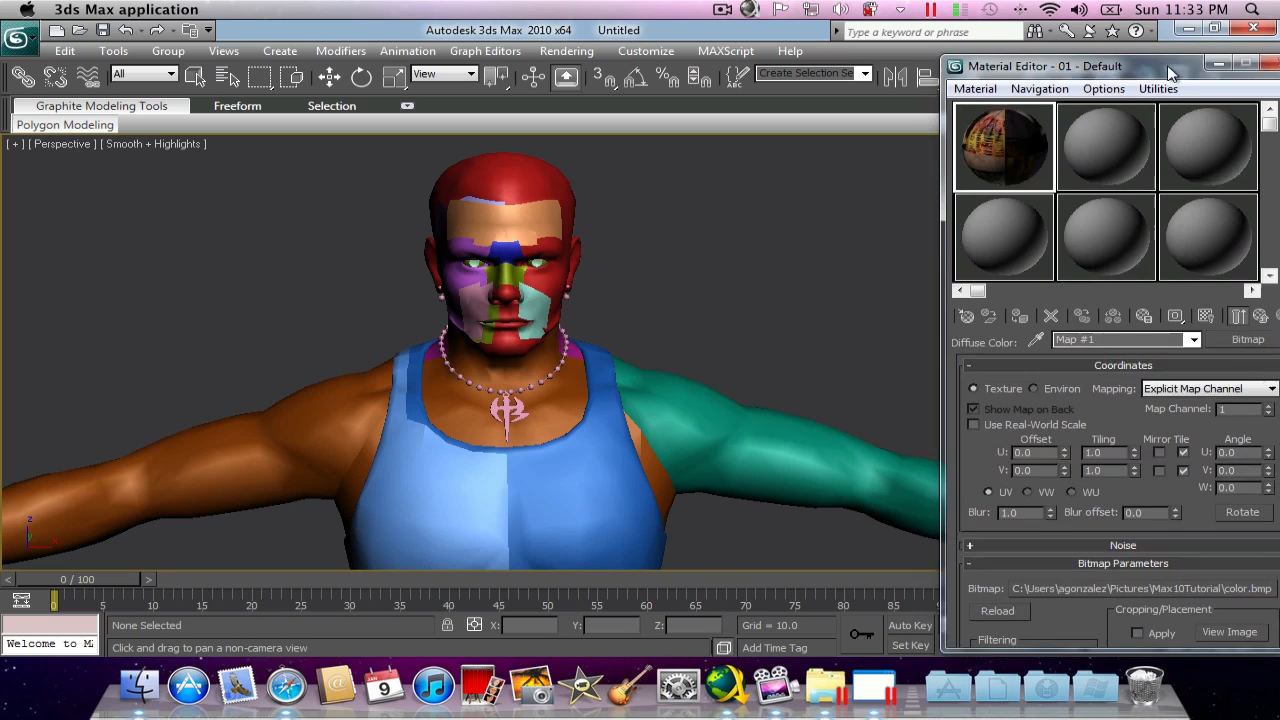 3ds Max application
Sun 11:33 PM
Autodesk 3ds Max 2010 x64 Untitled
Type a keyword or phrase
Edit Tools Group Views Create Modifiers Animation Graph Editors Rendering Customize MAXScript Help
All
View
Create Selection Se
Graphite Modeling Tools Freeform Selection
Polygon Modeling
[ + ] [ Perspective ] [ Smooth + Highlights ]
Material Editor - 01 - Default
Material Navigation Options Utilities
Diffuse Color: Map #1 Bitmap
- Coordinates
Texture Environ Mapping: Explicit Map Channel
Show Map on Back Map Channel: 1
Use Real-World Scale
Offset Tiling Mirror Tile Angle
U: 0.0 1.0 U: 0.0
V: 0.0 1.0 V: 0.0
W: 0.0
UV VW WU
Blur: 1.0 Blur offset: 0.0 Rotate
+ Noise
- Bitmap Parameters
Bitmap: C:\Users\agonzalez\Pictures\Max10Tutorial\color.bmp
Reload
Cropping/Placement
Apply View Image
Filtering
z
x
y
< 0 / 100 >
0 5 10 15 20 25 30 35 40 45 50 55 60 65 70 75 80 85 90
None Selected X: Y: Z: Grid = 10.0 Auto Key
Welcome to M
Click and drag to pan a non-camera view Add Time Tag Set Key
JAN
9